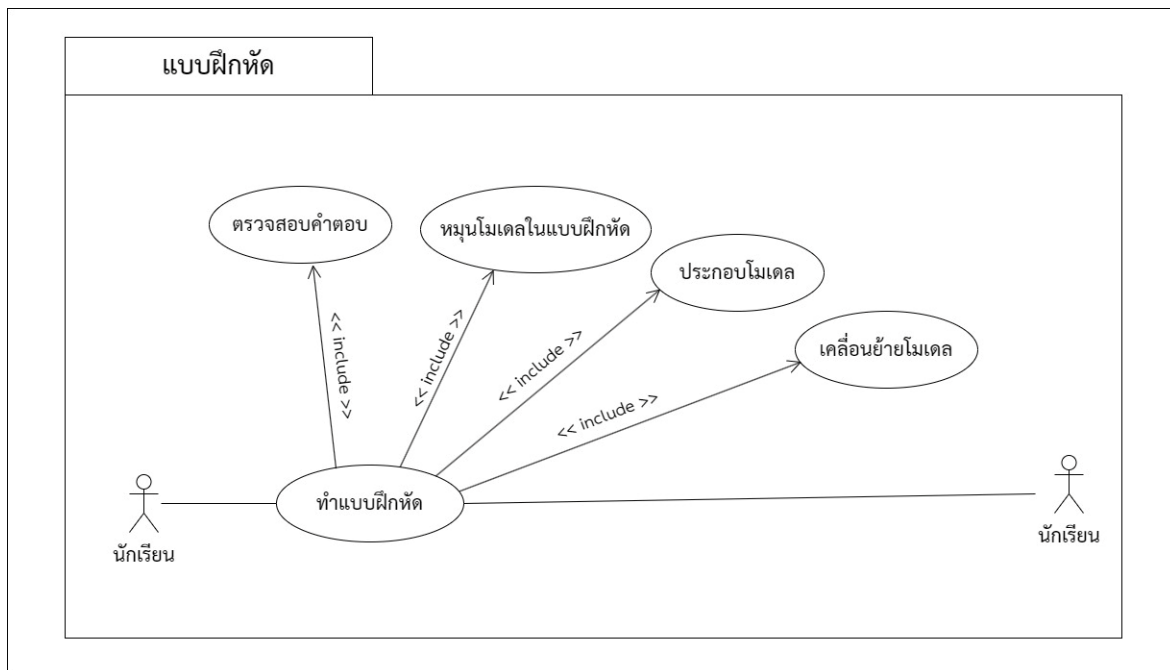 แบบฝึกหัด
ตรวจสอบคำตอบ
หมุนโมเดลในแบบฝึกหัด
ประกอบโมเดล
เคลื่อนย้ายโมเดล
<< include >>
<< include >>
<< include >>
<< include >>
ทำแบบฝึกหัด
นักเรียน
นักเรียน